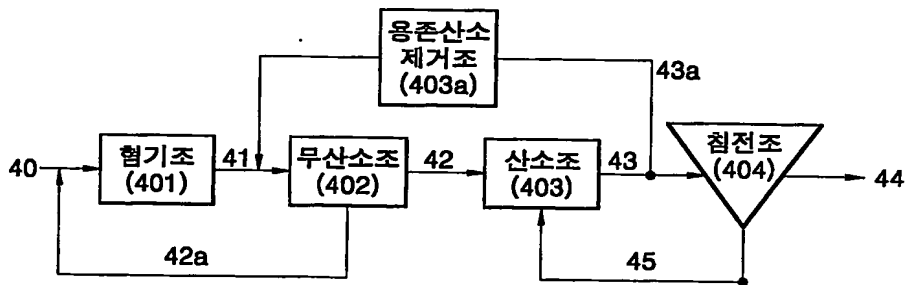 용존산소
제거조
(403a)
43a
40
혐기조
(401)
41
무산소조
(402)
42
산소조
(403)
43
침전조
(404)
44
42a
45